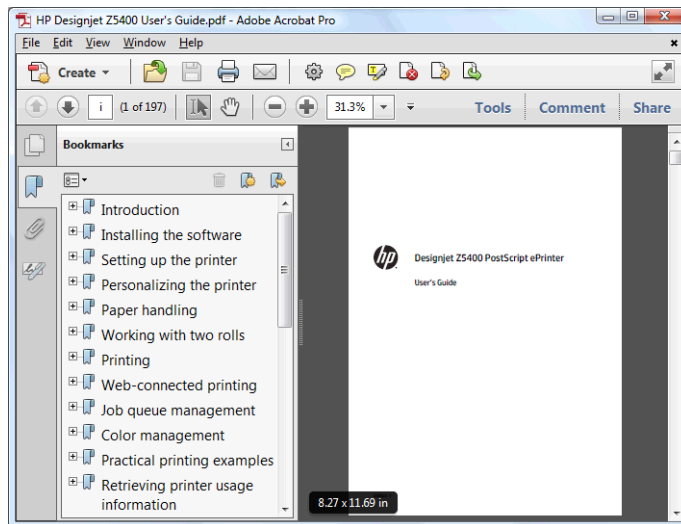 HP Designjet Z5400 User's Guide.pdf - Adobe Acrobat Pro
File Edit View Window Help
Create
i (1 of 197) 31.3% Tools Comment Share
Bookmarks
Introduction
Installing the software
Setting up the printer
Personalizing the printer
Paper handling
Working with two rolls
Printing
Web-connected printing
Job queue management
Color management
Practical printing examples
Retrieving printer usage
information
hp
Designjet Z5400 PostScript ePrinter
User's Guide
8.27 x 11.69 in